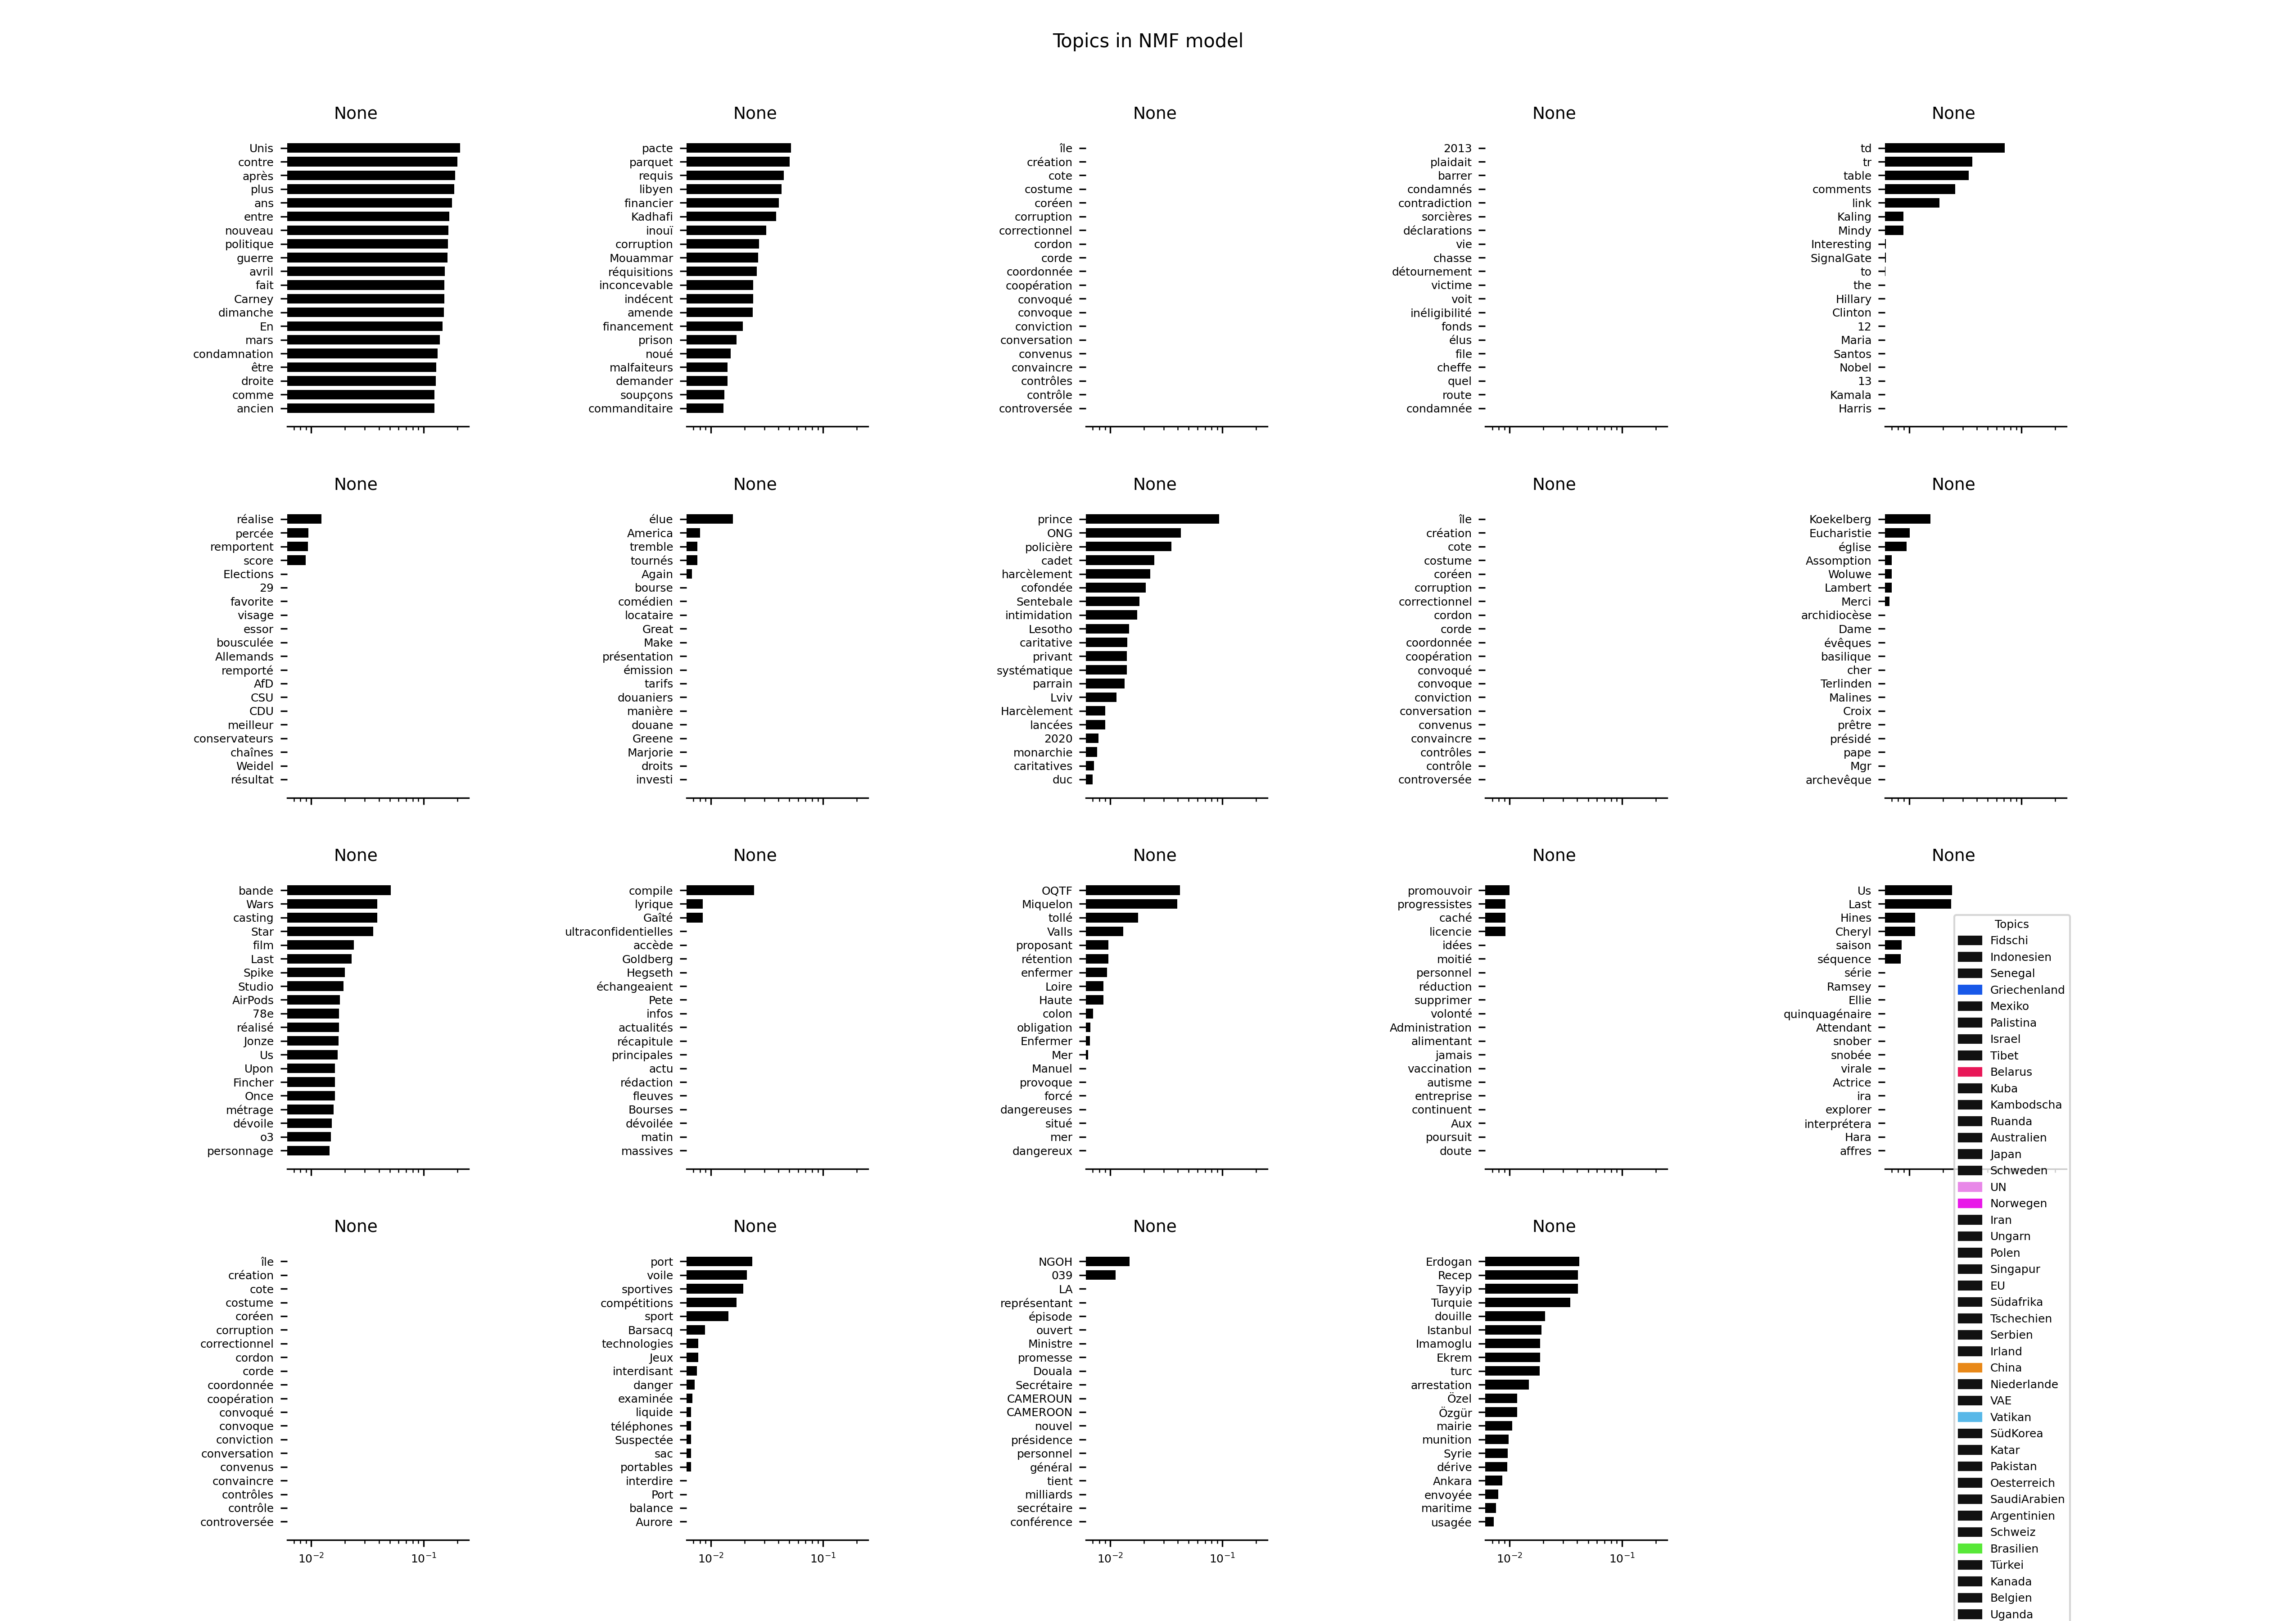 Topics in NMF model
None
Unis
contre
après
plus
ans
entre
nouveau
politique
guerre
avril
fait
Carney
dimanche
En
mars
condamnation
être
droite
comme
ancien
None
pacte
parquet
requis
libyen
financier
Kadhafi
inouï
corruption
Mouammar
réquisitions
inconcevable
indécent
amende
financement
prison
noué
malfaiteurs
demander
soupçons
commanditaire
None
île
création
cote
costume
coréen
corruption
correctionnel
cordon
corde
coordonnée
coopération
convoqué
convoque
conviction
conversation
convenus
convaincre
contrôles
contrôle
controversée
None
2013
plaidait
barrer
condamnés
contradiction
sorcières
déclarations
vie
chasse
détournement
victime
voit
inéligibilité
fonds
élus
file
cheffe
quel
route
condamnée
None
td
tr
table
comments
link
Kaling
Mindy
Interesting
SignalGate
to
the
Hillary
Clinton
12
Maria
Santos
Nobel
13
Kamala
Harris
None
réalise
percée
remportent
score
Elections
29
favorite
visage
essor
bousculée
Allemands
remporté
AfD
CSU
CDU
meilleur
conservateurs
chaînes
Weidel
résultat
None
élue
America
tremble
tournés
Again
bourse
comédien
locataire
Great
Make
présentation
émission
tarifs
douaniers
manière
douane
Greene
Marjorie
droits
investi
None
prince
ONG
policière
cadet
harcèlement
cofondée
Sentebale
intimidation
Lesotho
caritative
privant
systématique
parrain
Lviv
Harcèlement
lancées
2020
monarchie
caritatives
duc
None
île
création
cote
costume
coréen
corruption
correctionnel
cordon
corde
coordonnée
coopération
convoqué
convoque
conviction
conversation
convenus
convaincre
contrôles
contrôle
controversée
None
Koekelberg
Eucharistie
église
Assomption
Woluwe
Lambert
Merci
archidiocèse
Dame
évêques
basilique
cher
Terlinden
Malines
Croix
prêtre
présidé
pape
Mgr
archevêque
None
bande
Wars
casting
Star
film
Last
Spike
Studio
AirPods
78e
réalisé
Jonze
Us
Upon
Fincher
Once
métrage
dévoile
o3
personnage
None
compile
lyrique
Gaîté
ultraconfidentielles
accède
Goldberg
Hegseth
échangeaient
Pete
infos
actualités
récapitule
principales
actu
rédaction
fleuves
Bourses
dévoilée
matin
massives
None
OQTF
Miquelon
tollé
Valls
proposant
rétention
enfermer
Loire
Haute
colon
obligation
Enfermer
Mer
Manuel
provoque
forcé
dangereuses
situé
mer
dangereux
None
promouvoir
progressistes
caché
licencie
idées
moitié
personnel
réduction
supprimer
volonté
Administration
alimentant
jamais
vaccination
autisme
entreprise
continuent
Aux
poursuit
doute
None
Us
Last
Hines
Cheryl
saison
séquence
série
Ramsey
Ellie
quinquagénaire
Attendant
snober
snobée
virale
Actrice
ira
explorer
interprétera
Hara
affres
None
île
création
cote
costume
coréen
corruption
correctionnel
cordon
corde
coordonnée
coopération
convoqué
convoque
conviction
conversation
convenus
convaincre
contrôles
contrôle
controversée
10⁻² 10⁻¹
None
port
voile
sportives
compétitions
sport
Barsacq
technologies
Jeux
interdisant
danger
examinée
liquide
téléphones
Suspectée
sac
portables
interdire
Port
balance
Aurore
10⁻² 10⁻¹
None
NGOH
039
LA
représentant
épisode
ouvert
Ministre
promesse
Douala
Secrétaire
CAMEROUN
CAMEROON
nouvel
présidence
personnel
général
tient
milliards
secrétaire
conférence
10⁻² 10⁻¹
None
Erdogan
Recep
Tayyip
Turquie
douille
Istanbul
Imamoglu
Ekrem
turc
arrestation
Özel
Özgür
mairie
munition
Syrie
dérive
Ankara
envoyée
maritime
usagée
10⁻² 10⁻¹
Topics
Fidschi
Indonesien
Senegal
Griechenland
Mexiko
Palistina
Israel
Tibet
Belarus
Kuba
Kambodscha
Ruanda
Australien
Japan
Schweden
UN
Norwegen
Iran
Ungarn
Polen
Singapur
EU
Südafrika
Tschechien
Serbien
Irland
China
Niederlande
VAE
Vatikan
SüdKorea
Katar
Pakistan
Oesterreich
SaudiArabien
Argentinien
Schweiz
Brasilien
Türkei
Kanada
Belgien
Uganda